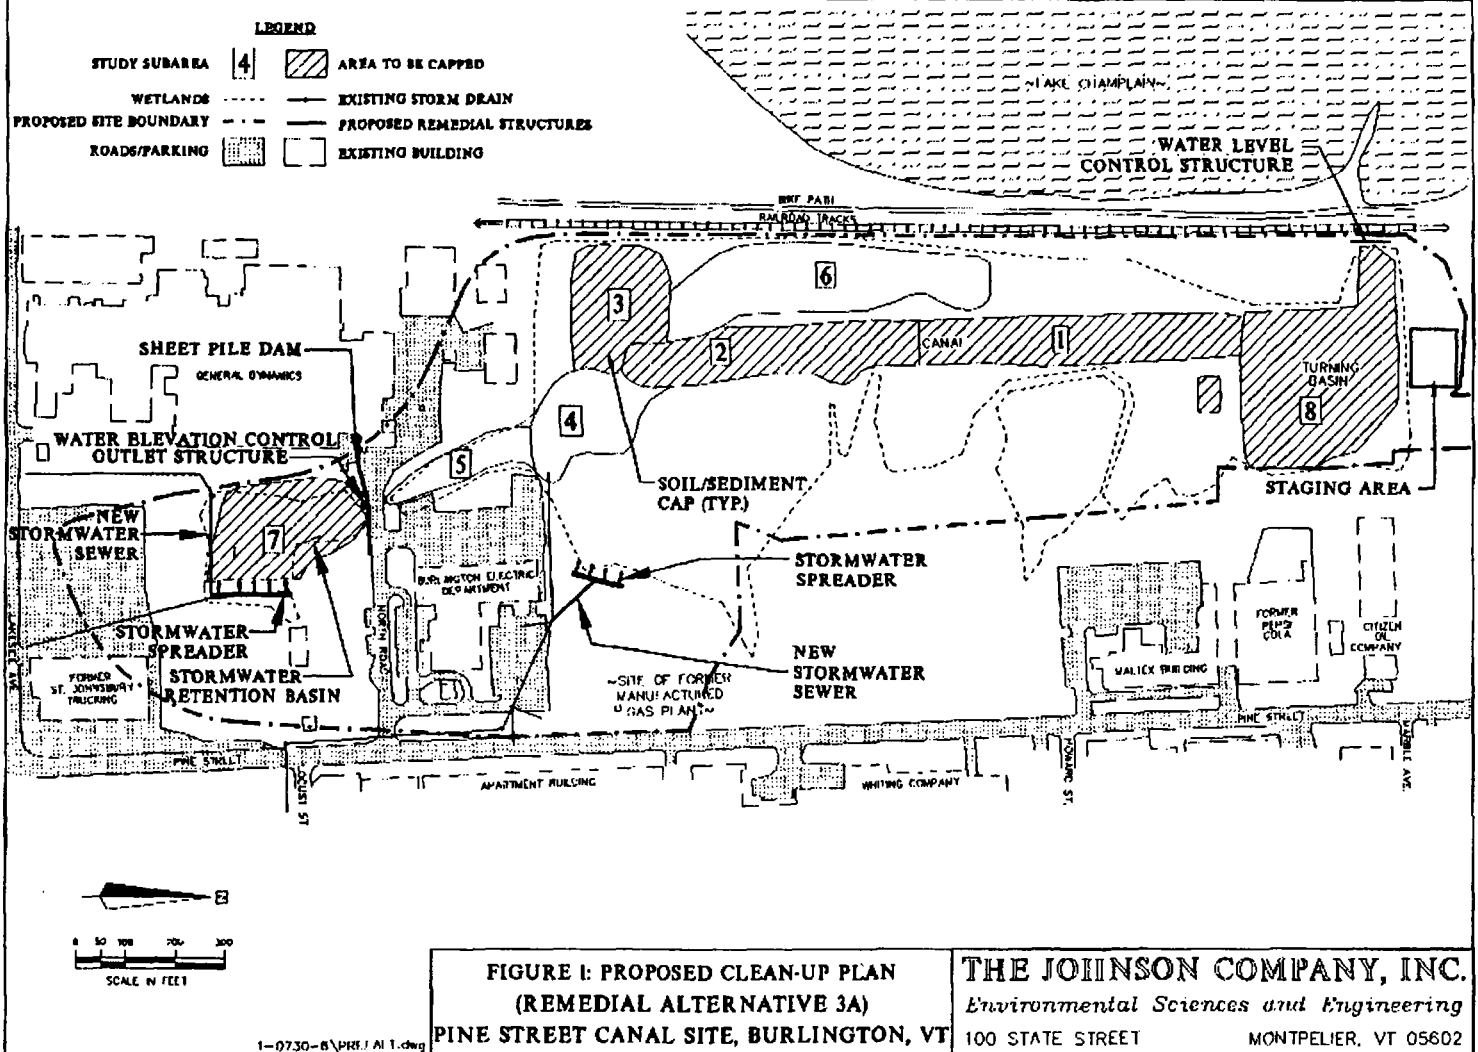 LEGEND
STUDY SUBAREA 4 AREA TO BE CAPPED
WETLANDS EXISTING STORM DRAIN
PROPOSED SITE BOUNDARY PROPOSED REMEDIAL STRUCTURES
ROADS/PARKING EXISTING BUILDING
~LAKE CHAMPLAIN~
WATER LEVEL
CONTROL STRUCTURE
BIKE PATH
RAILROAD TRACKS
6
3
SHEET PILE DAM
GENERAL DYNAMICS
2
CANAL
1
TURNING
BASIN
8
4
WATER ELEVATION CONTROL
OUTLET STRUCTURE
5
SOIL/SEDIMENT
CAP (TYP.)
STAGING AREA
NEW
STORMWATER
SEWER
7
STORMWATER
SPREADER
BURLINGTON ELECTRIC
DEPARTMENT
NORTH ROAD
LAKESIDE AVE.
STORMWATER
SPREADER
STORMWATER
RETENTION BASIN
FORMER
ST. JOHNSBURY
TRUCKING
~SITE OF FORMER
MANUFACTURED
GAS PLANT~
NEW
STORMWATER
SEWER
FORMER
PEPSI
COLA
CITIZEN
OIL
COMPANY
MALTEX BUILDING
PINE STREET
PINE STREET
LOCUST ST
APARTMENT BUILDING
WHITING COMPANY
HOWARD ST.
AVE.
N
0 50 100 200 300
SCALE IN FEET
FIGURE 1: PROPOSED CLEAN-UP PLAN
(REMEDIAL ALTERNATIVE 3A)
PINE STREET CANAL SITE, BURLINGTON, VT
THE JOHNSON COMPANY, INC.
Environmental Sciences and Engineering
100 STATE STREET MONTPELIER, VT 05602